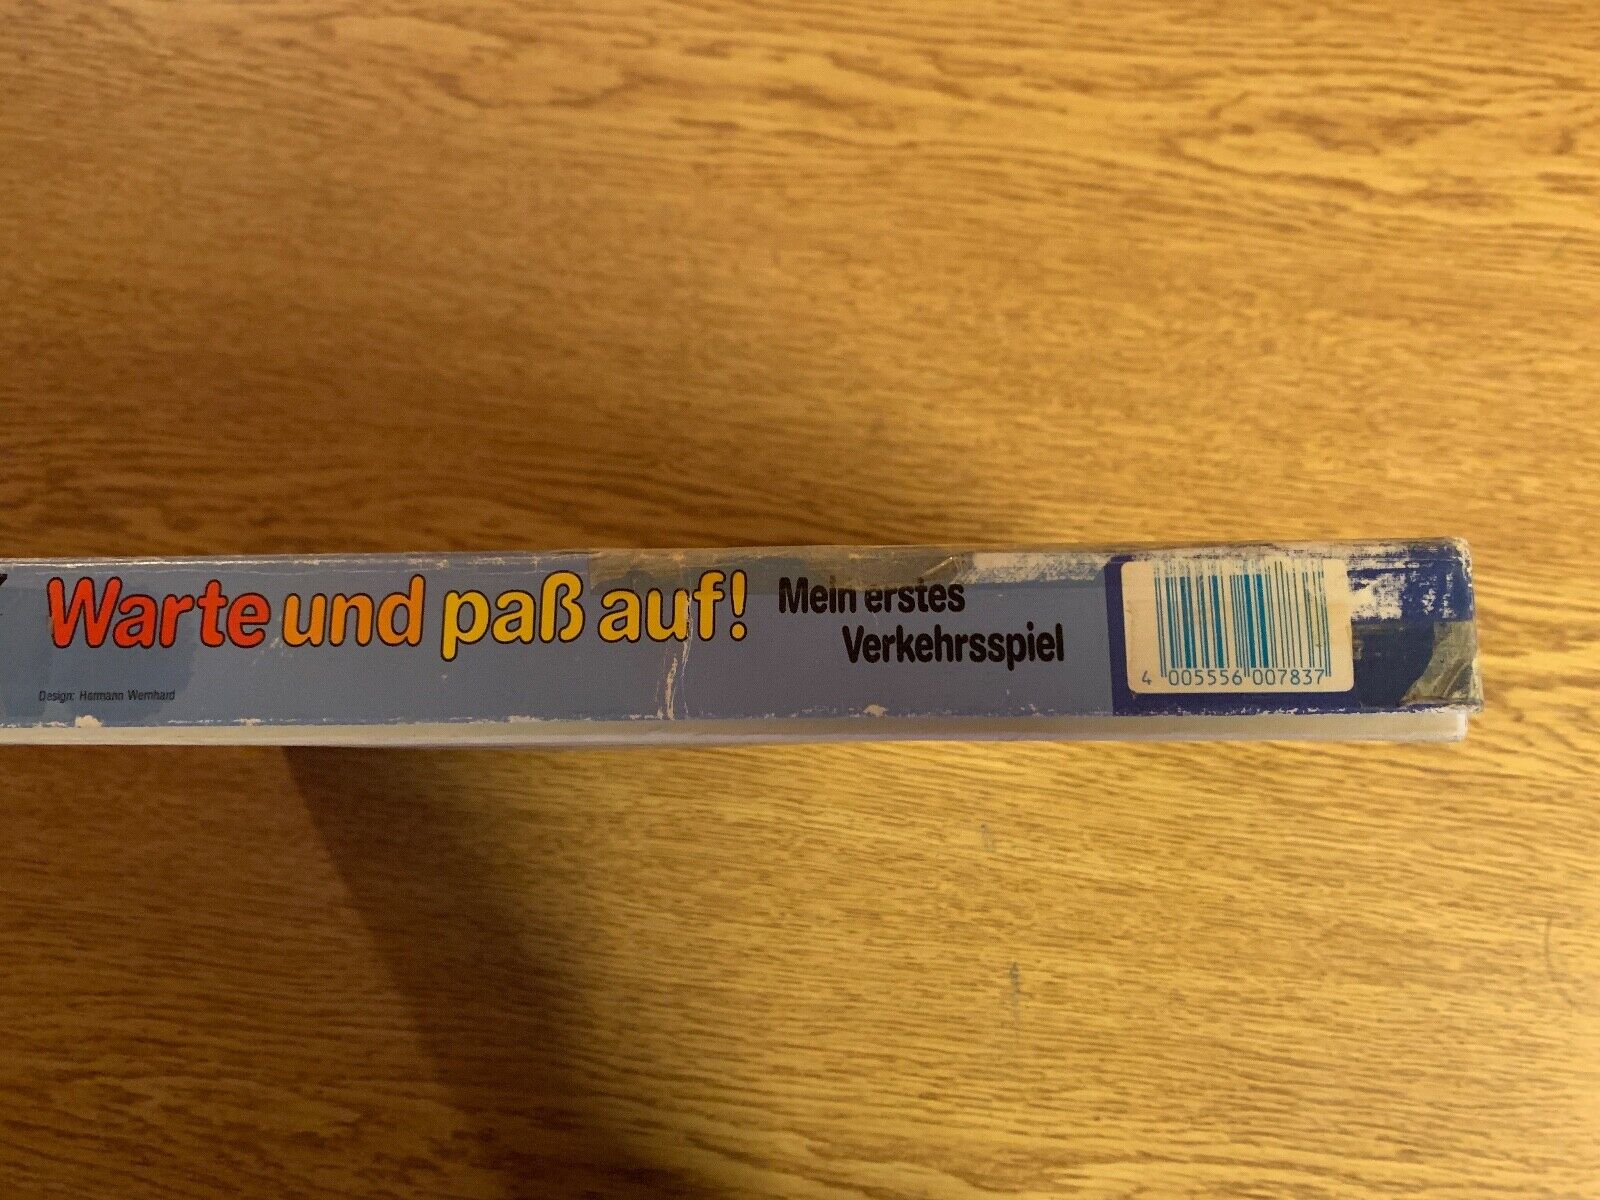 Warte und paß auf!
Mein erstes
Verkehrsspiel
Design: Hermann Wernhard
4 005556 007837